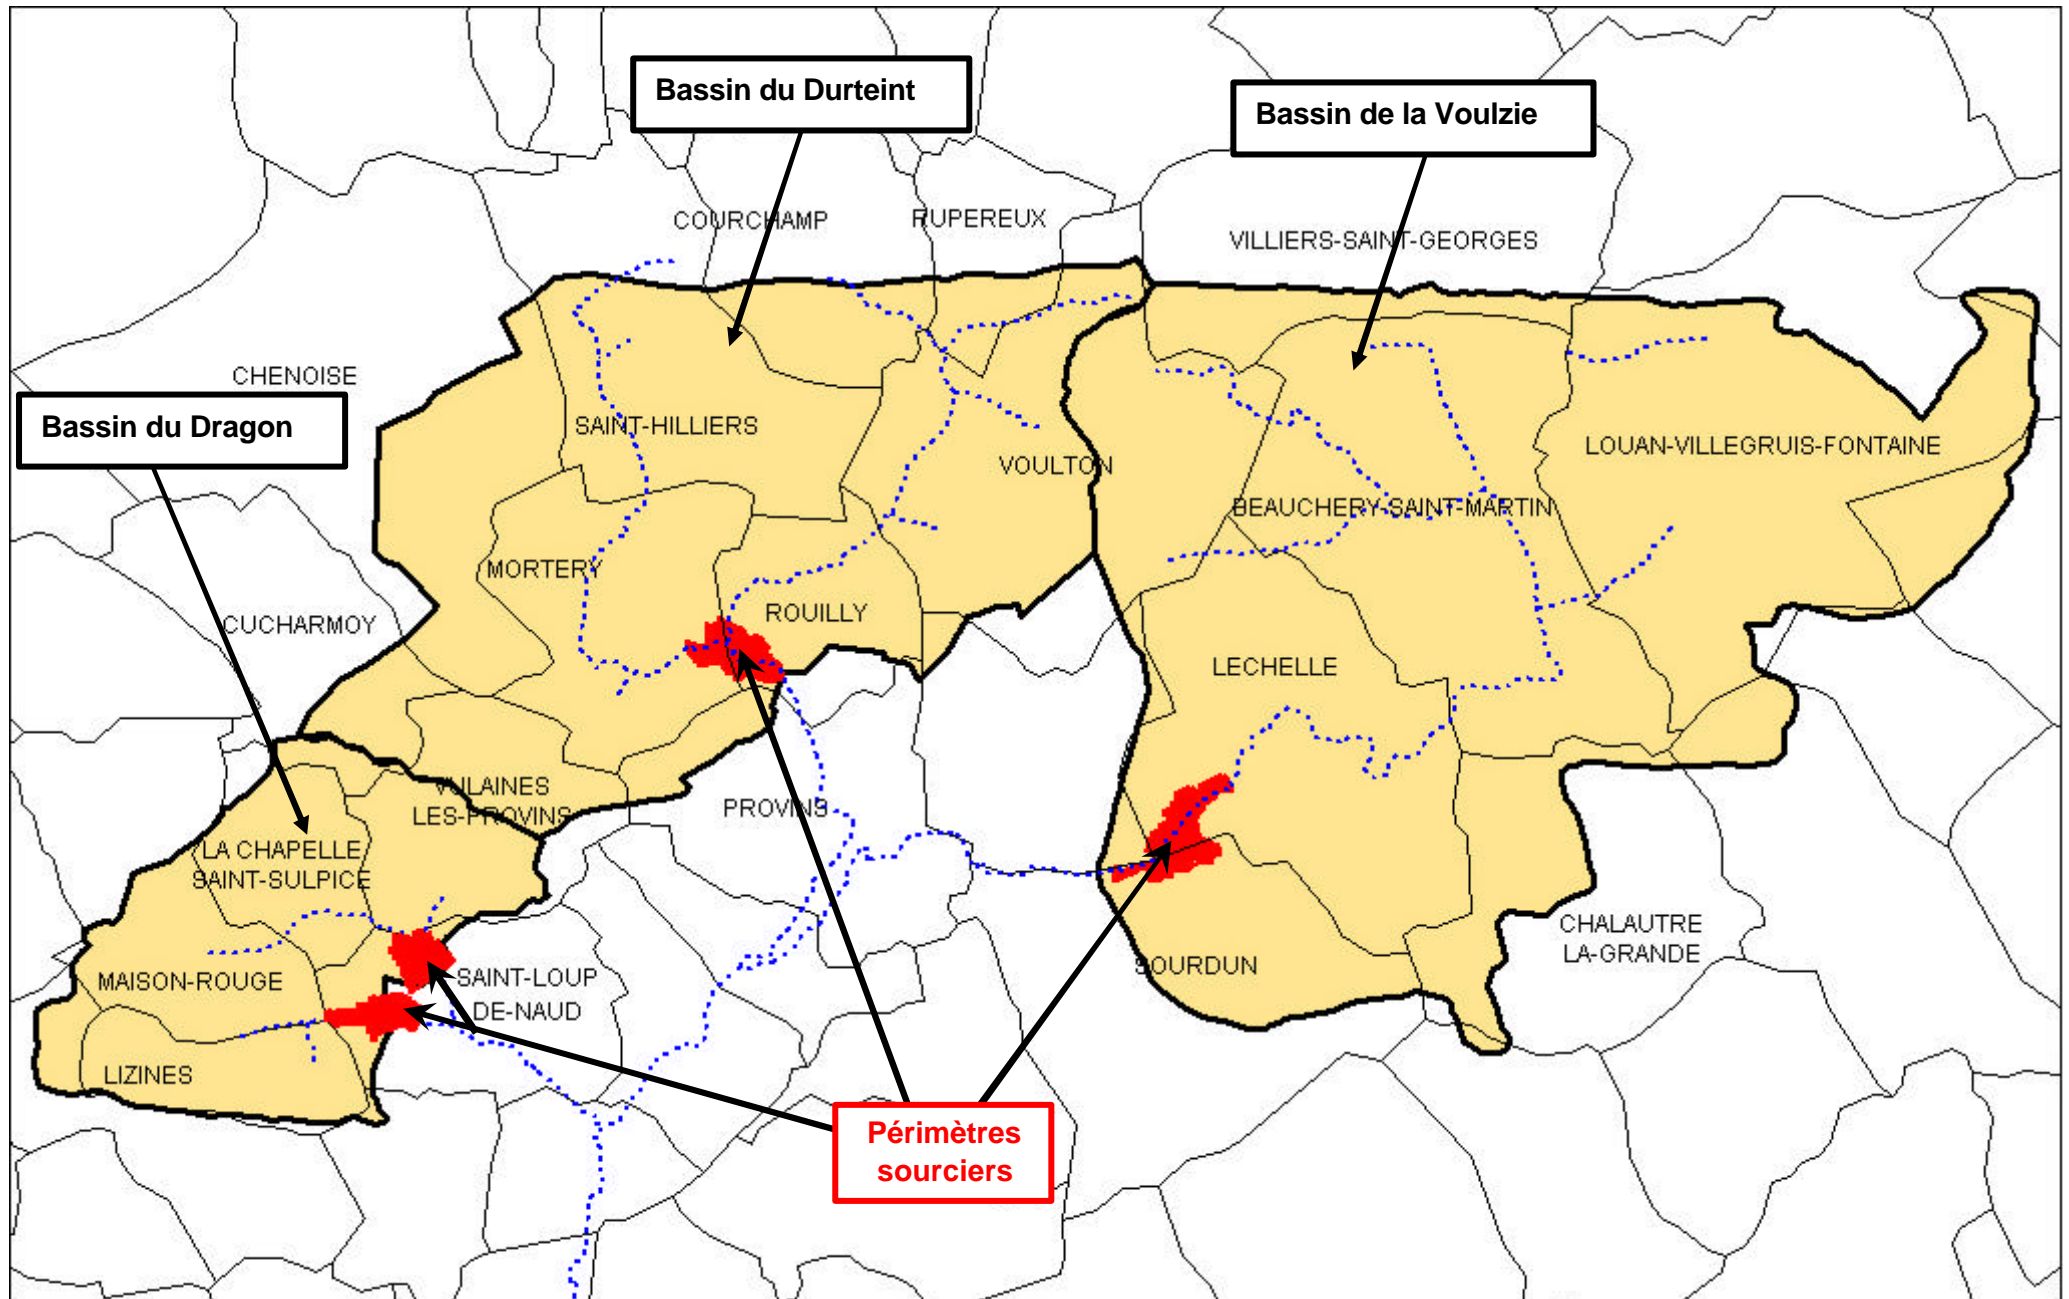 Bassin du Durteint
Bassin de la Voulzie
COURCHAMP
RUPEREUX
VILLIERS-SAINT-GEORGES
CHENOISE
Bassin du Dragon
SAINT-HILLIERS
VOULTON
LOUAN-VILLEGRUIS-FONTAINE
BEAUCHERY-SAINT-MARTIN
MORTERY
ROUILLY
CUCHARMOY
LECHELLE
VULAINES
LES-PROVINS
PROVINS
LA CHAPELLE
SAINT-SULPICE
CHALAUTRE
LA-GRANDE
SOURDUN
MAISON-ROUGE
SAINT-LOUP
DE-NAUD
LIZINES
Périmètres
sourciers